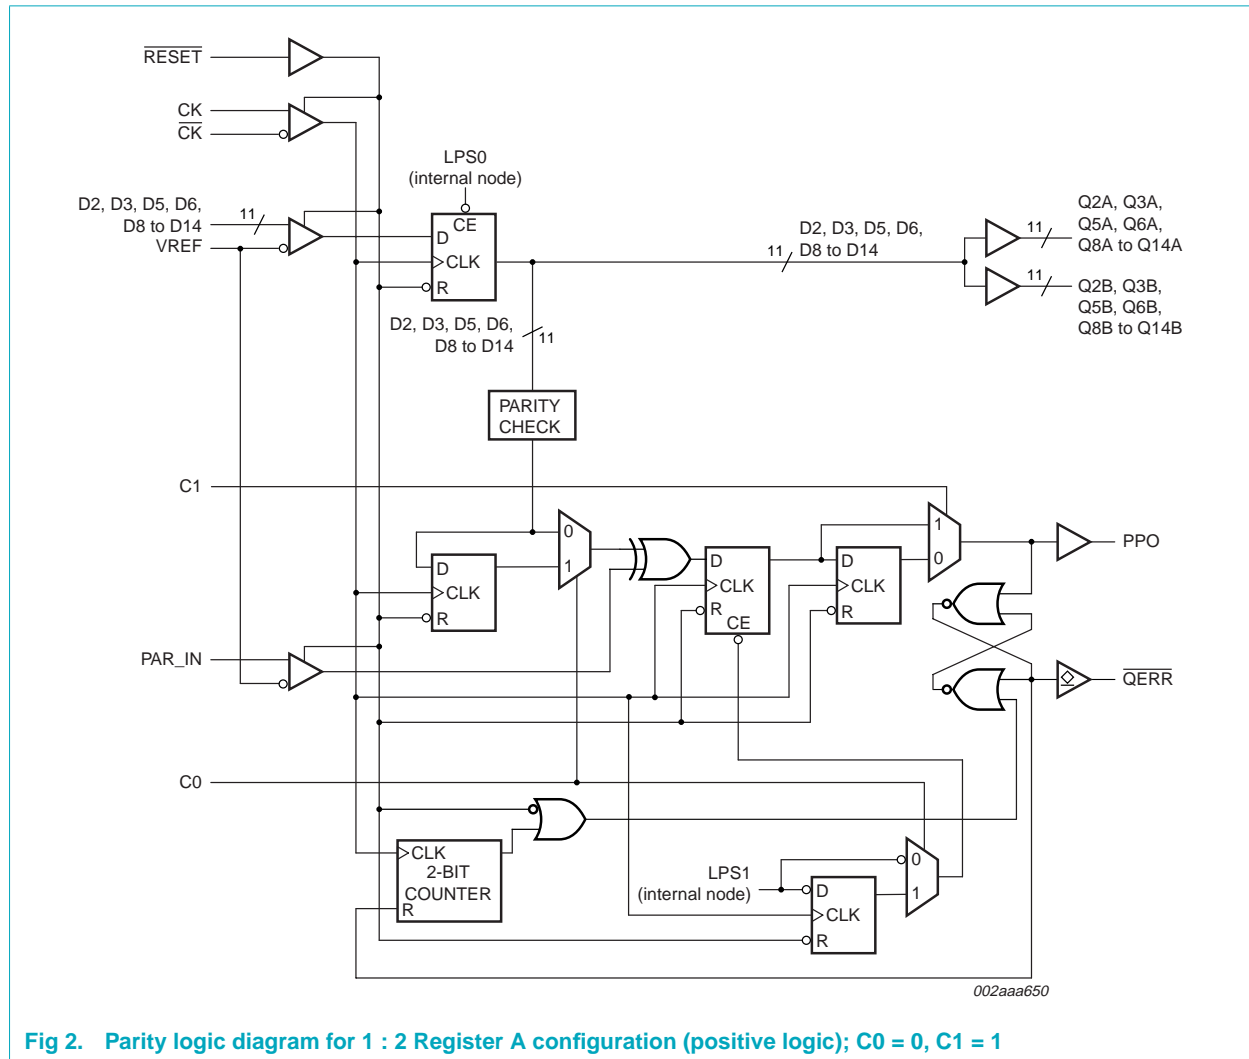 RESET
CK
CK
LPS0
(internal node)
D2, D3, D5, D6,
D8 to D14
11
VREF
CE
D
CLK
R
D2, D3, D5, D6,
D8 to D14
11
D2, D3, D5, D6,
D8 to D14
11
11
Q2A, Q3A,
Q5A, Q6A,
Q8A to Q14A
11
Q2B, Q3B,
Q5B, Q6B,
Q8B to Q14B
PARITY
CHECK
C1
0
1
D
CLK
R
D
CLK
R
CE
D
CLK
R
1
0
PPO
PAR_IN
QERR
C0
CLK
2-BIT
COUNTER
R
LPS1
(internal node)
D
CLK
R
0
1
002aaa650
Fig 2. Parity logic diagram for 1 : 2 Register A configuration (positive logic); C0 = 0, C1 = 1